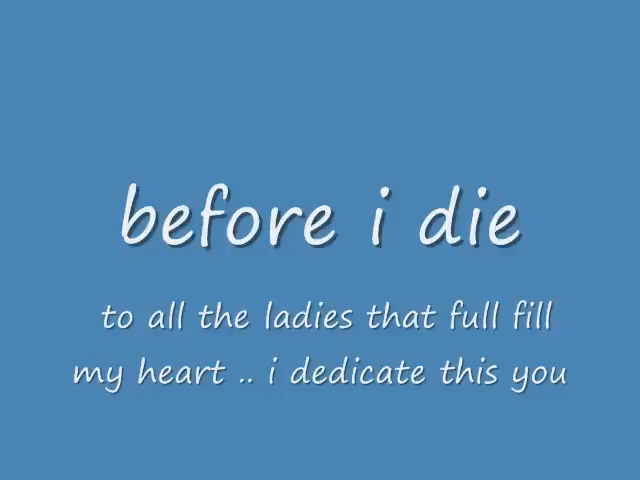 before i die
to all the ladies that full fill
my heart .. i dedicate this you